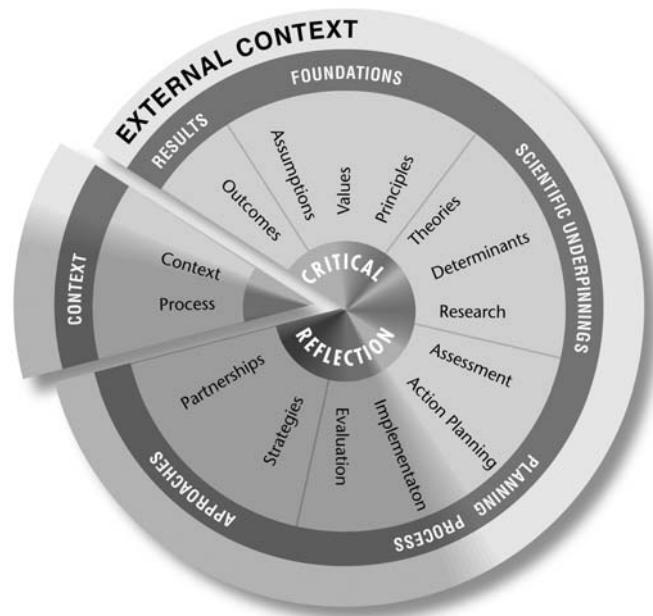 EXTERNAL CONTEXT
FOUNDATIONS
Assumptions
Values
Principles
SCIENTIFIC UNDERPINNINGS
Theories
Determinants
Research
PLANNING PROCESS
Assessment
Action Planning
Implementaton
Evaluation
APPROACHES
Strategies
Partnerships
CONTEXT
Process
Context
RESULTS
Outcomes
CRITICAL
REFLECTION